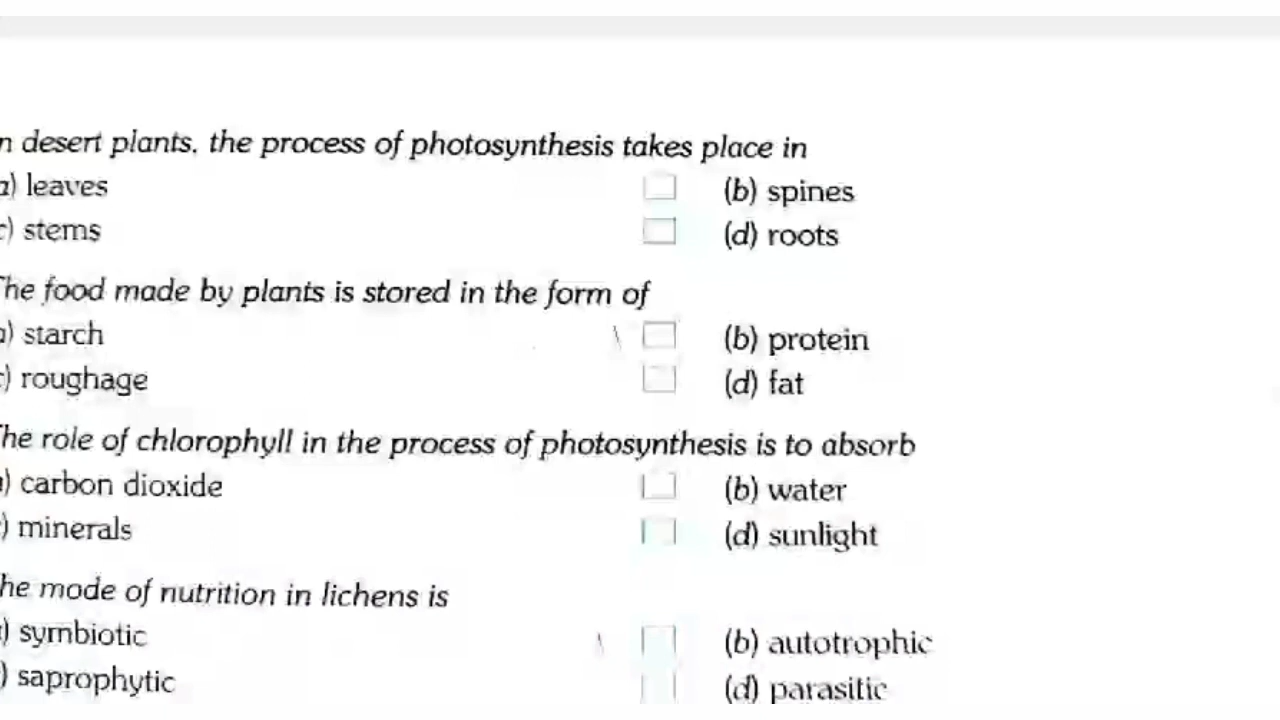 n desert plants, the process of photosynthesis takes place in
a) leaves (b) spines
c) stems (d) roots
The food made by plants is stored in the form of
a) starch (b) protein
c) roughage (d) fat
The role of chlorophyll in the process of photosynthesis is to absorb
a) carbon dioxide (b) water
) minerals (d) sunlight
he mode of nutrition in lichens is
) symbiotic (b) autotrophic
) saprophytic (d) parasitic